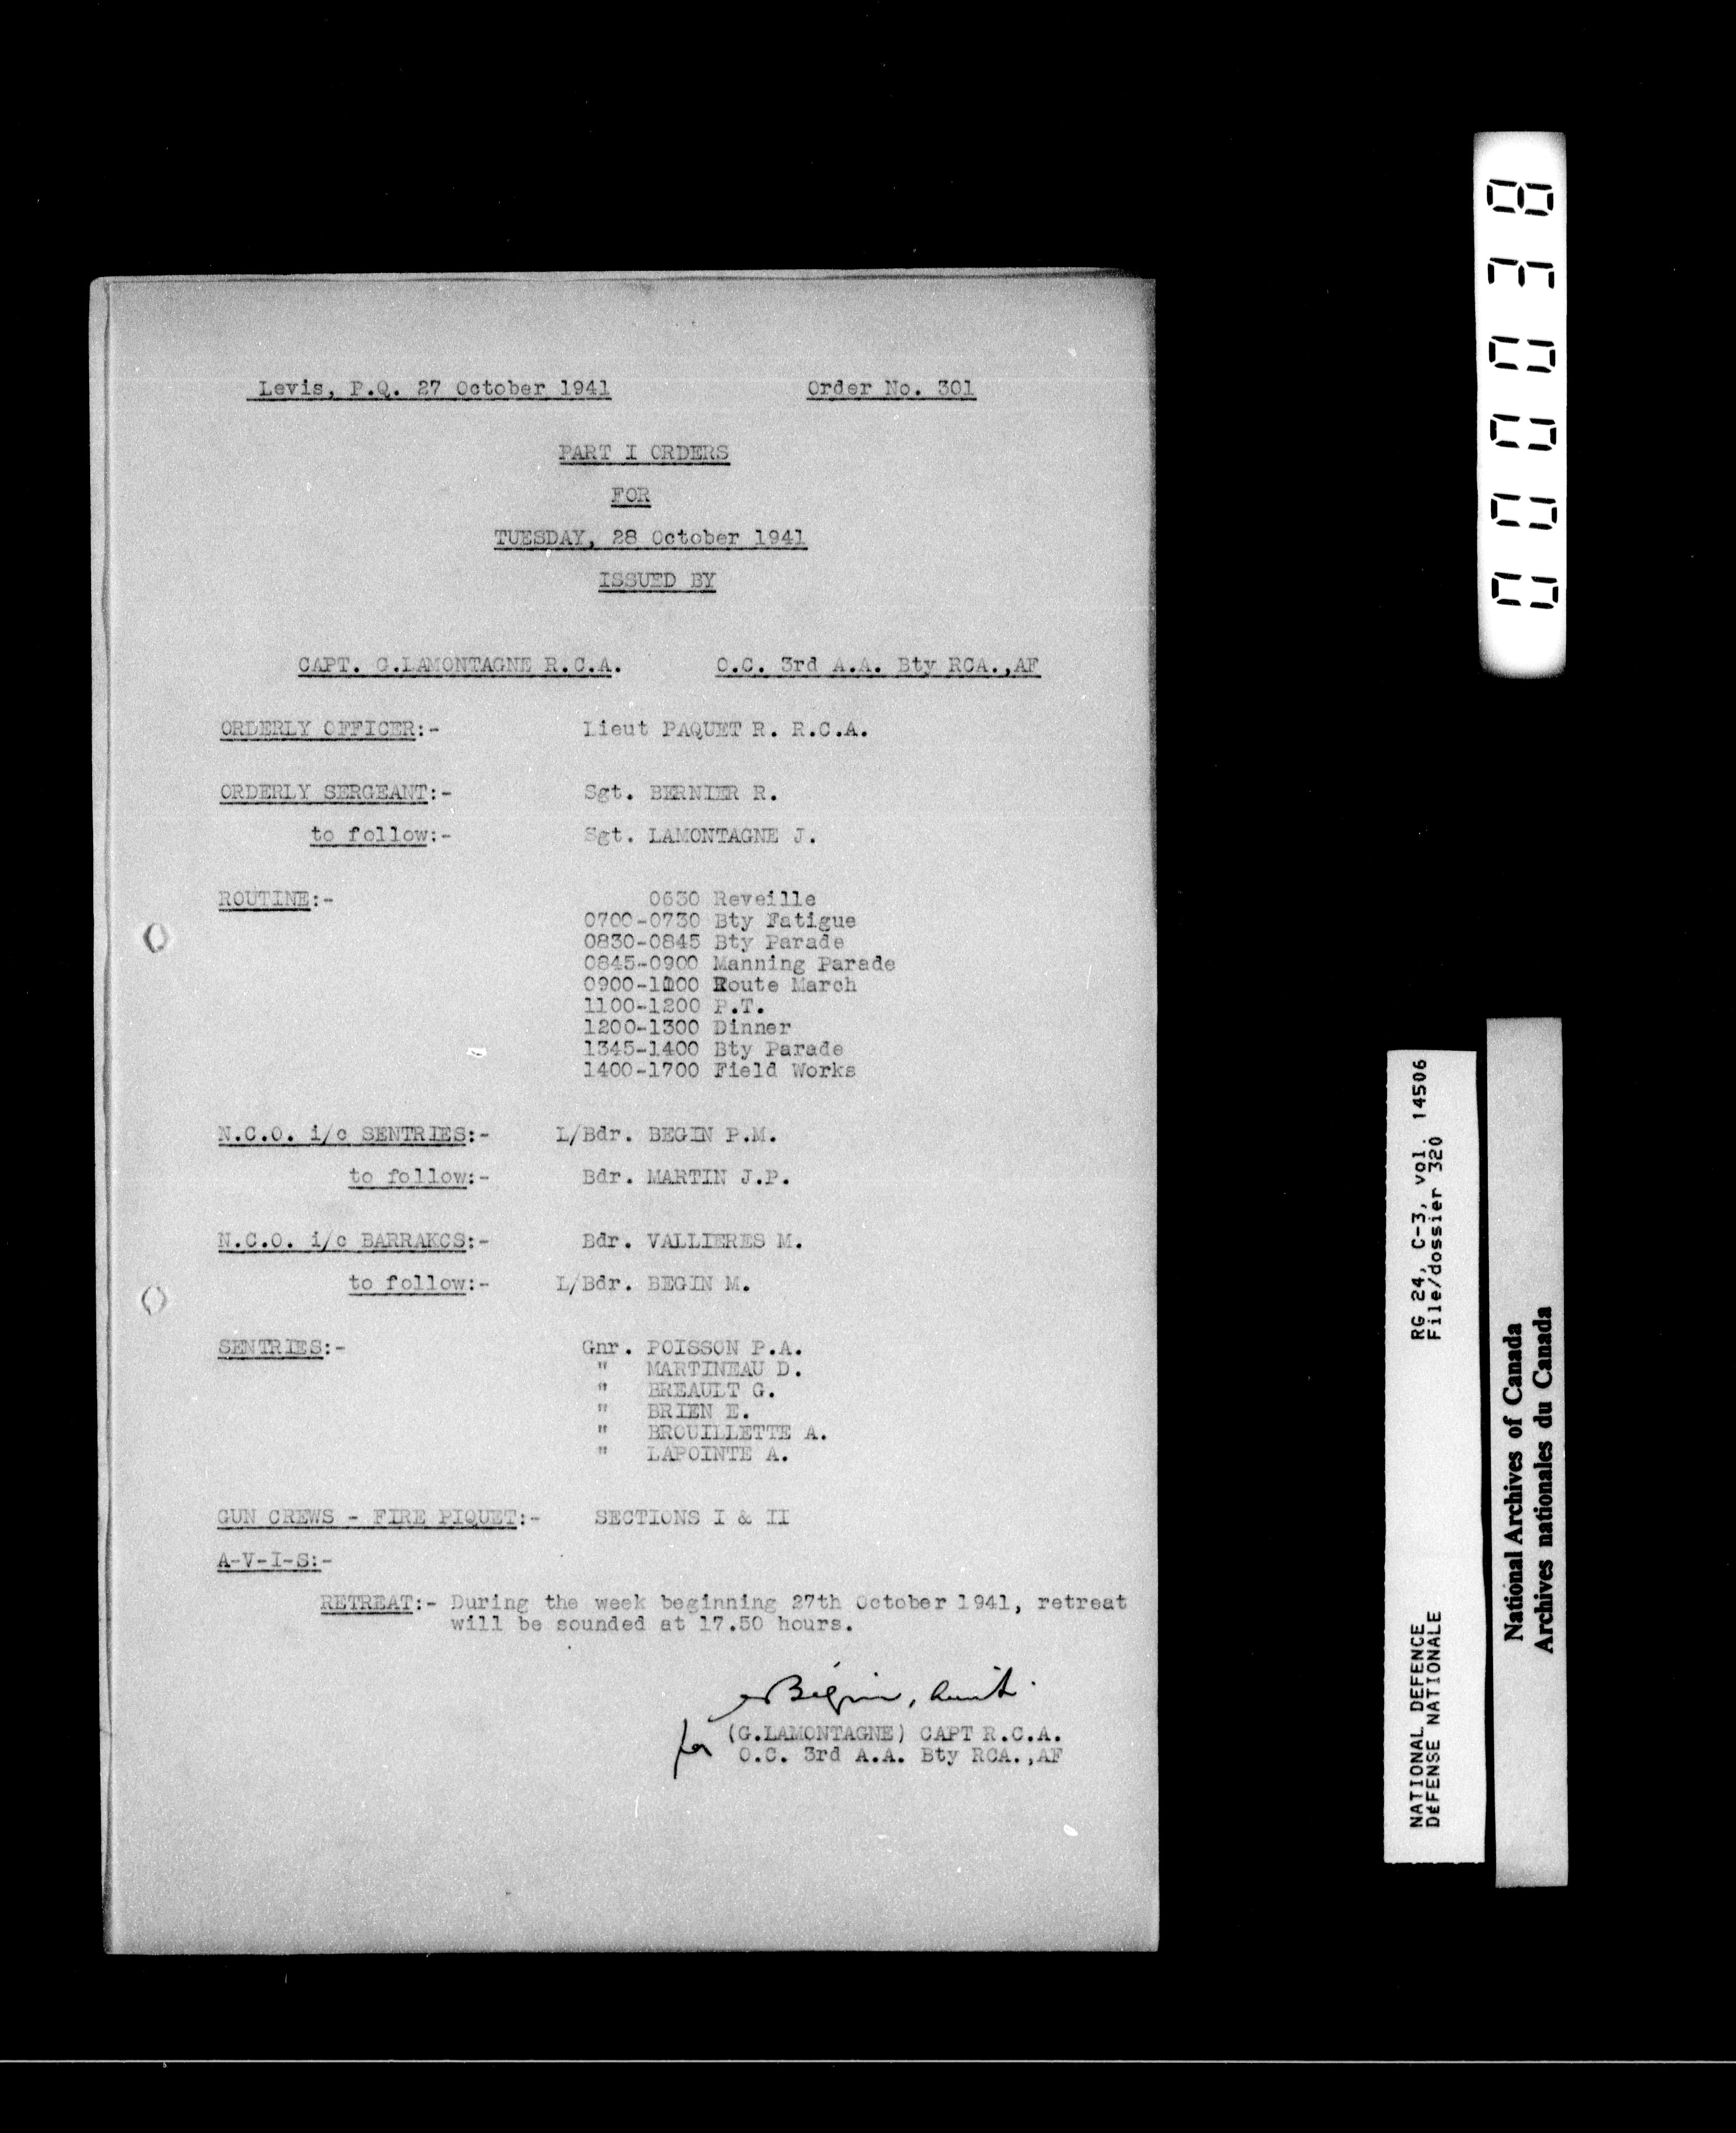 Levis, P.Q. 27 October 1941 Order No. 301
PART I ORDERS
FOR
TUESDAY, 28 October 1941
ISSUED BY
CAPT. G.LAMONTAGNE R.C.A. O.C. 3rd A.A. Bty RCA.,AF
ORDERLY OFFICER:- Lieut PAQUET R. R.C.A.
ORDERLY SERGEANT:- Sgt. BERNIER R.
to follow:- Sgt. LAMONTAGNE J.
ROUTINE:- 0630 Reveille
0700-0730 Bty Fatigue
0830-0845 Bty Parade
0845-0900 Manning Parade
0900-1100 Route March
1100-1200 P.T.
1200-1300 Dinner
1345-1400 Bty Parade
1400-1700 Field Works
N.C.O. i/c SENTRIES:- L/Bdr. BEGIN P.M.
to follow:- Bdr. MARTIN J.P.
N.C.O. i/c BARRAKCS:- Bdr. VALLIERES M.
to follow:- L/Bdr. BEGIN M.
SENTRIES:- Gnr. POISSON P.A.
" MARTINEAU D.
" BREAULT G.
" BRIEN E.
" BROUILLETTE A.
" LAPOINTE A.
GUN CREWS - FIRE PIQUET:- SECTIONS I & II
A-V-I-S:-
RETREAT:- During the week beginning 27th October 1941, retreat
will be sounded at 17.50 hours.
Bégin, Lieut.
for (G.LAMONTAGNE) CAPT R.C.A.
O.C. 3rd A.A. Bty RCA.,AF
000038
NATIONAL DEFENCE RG 24, C-3, vol. 14506
DÉFENSE NATIONALE File/dossier 320
National Archives of Canada
Archives nationales du Canada